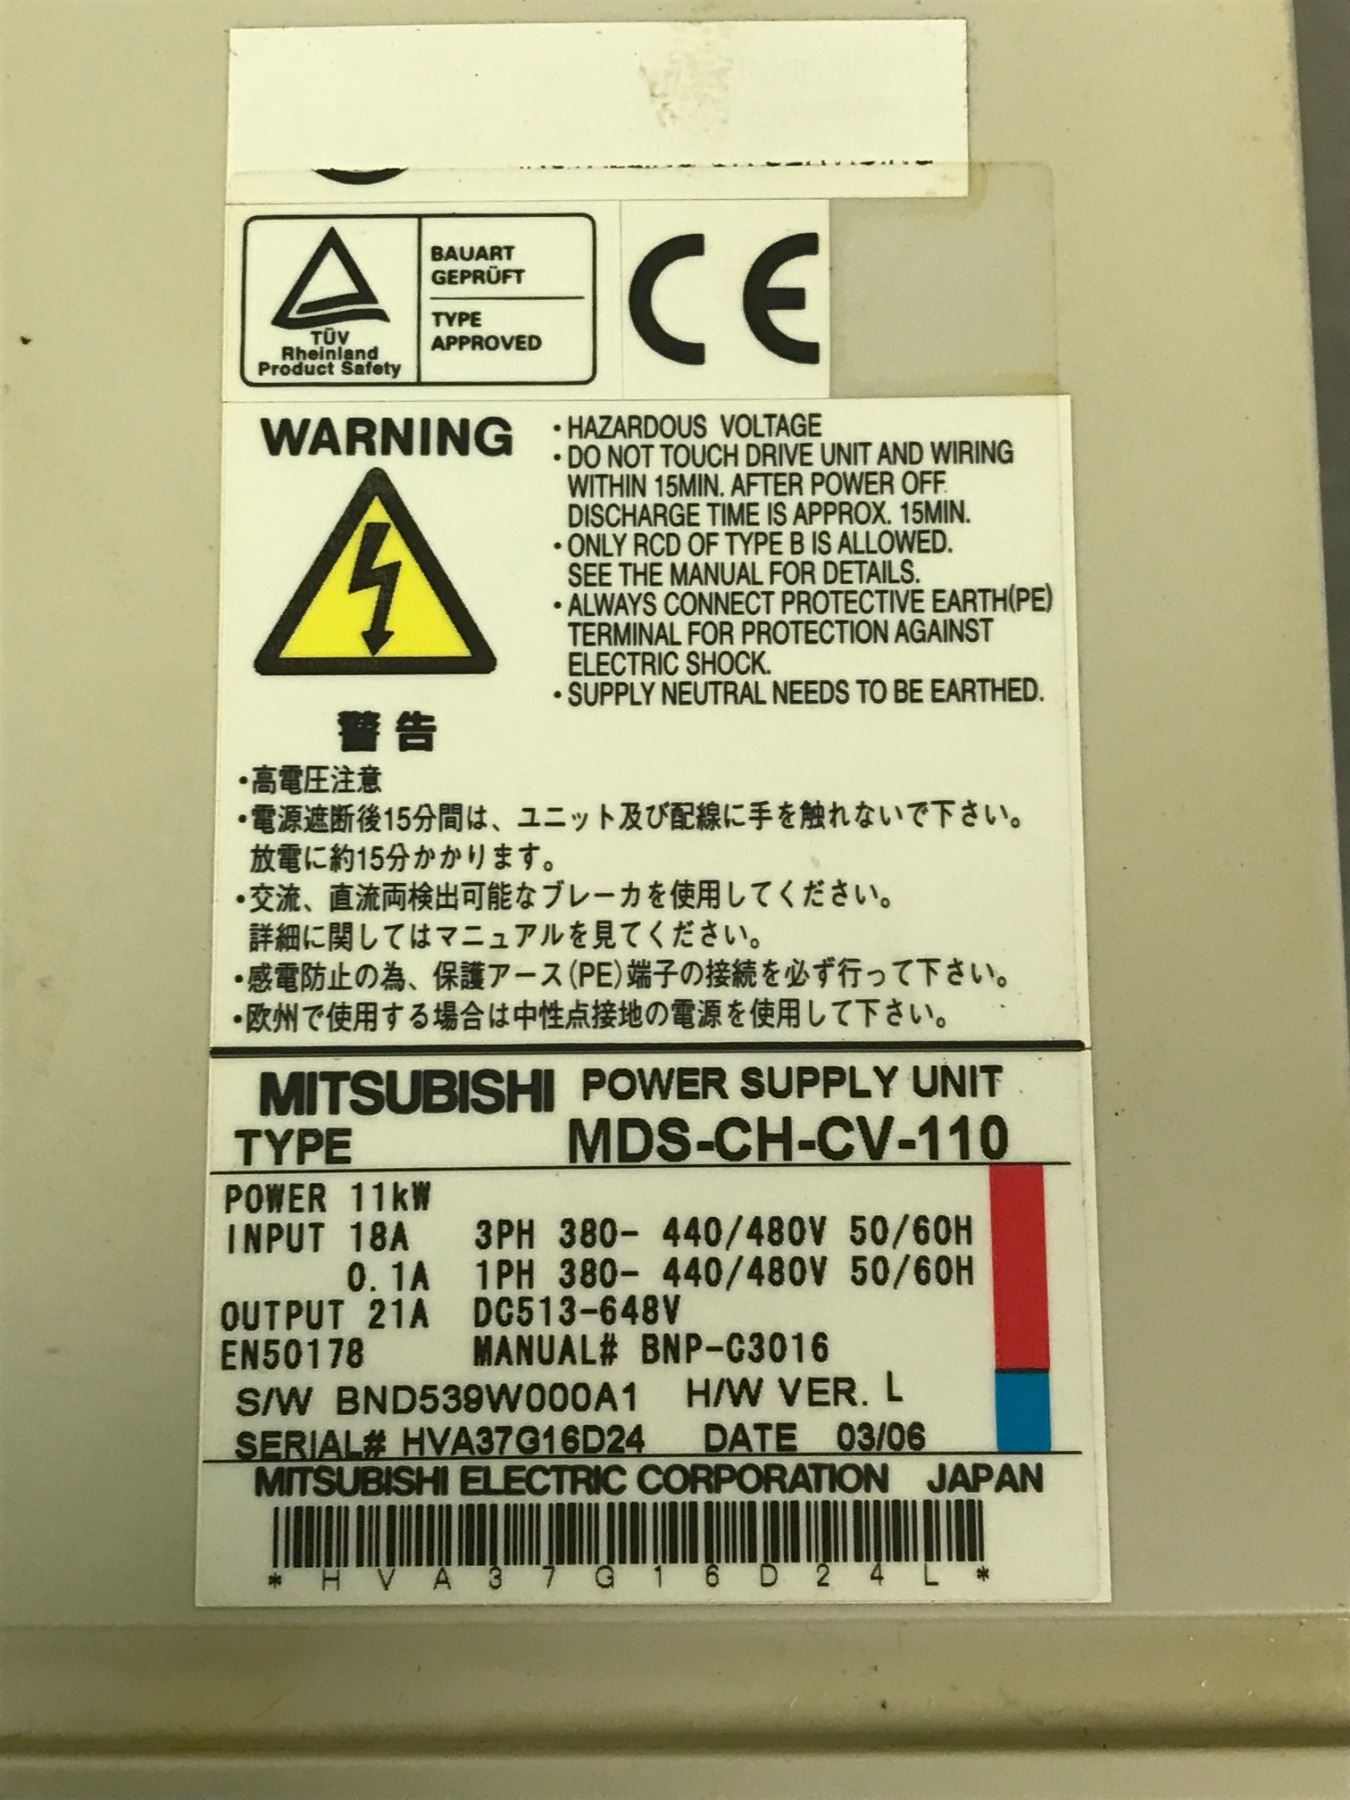 BAUART
GEPRÜFT
TYPE
APPROVED
TÜV
Rheinland
Product Safety
CE
WARNING
・HAZARDOUS VOLTAGE
・DO NOT TOUCH DRIVE UNIT AND WIRING
WITHIN 15MIN. AFTER POWER OFF.
DISCHARGE TIME IS APPROX. 15MIN.
・ONLY RCD OF TYPE B IS ALLOWED.
SEE THE MANUAL FOR DETAILS.
・ALWAYS CONNECT PROTECTIVE EARTH(PE)
TERMINAL FOR PROTECTION AGAINST
ELECTRIC SHOCK.
・SUPPLY NEUTRAL NEEDS TO BE EARTHED.
警告
・高電圧注意
・電源遮断後15分間は、ユニット及び配線に手を触れないで下さい。
放電に約15分かかります。
・交流、直流両検出可能なブレーカを使用してください。
詳細に関してはマニュアルを見てください。
・感電防止の為、保護アース(PE)端子の接続を必ず行って下さい。
・欧州で使用する場合は中性点接地の電源を使用して下さい。
MITSUBISHI POWER SUPPLY UNIT
TYPE MDS-CH-CV-110
POWER 11kW
INPUT 18A 3PH 380- 440/480V 50/60H
0.1A 1PH 380- 440/480V 50/60H
OUTPUT 21A DC513-648V
EN50178 MANUAL# BNP-C3016
S/W BND539W000A1 H/W VER. L
SERIAL# HVA37G16D24 DATE 03/06
MITSUBISHI ELECTRIC CORPORATION JAPAN
*HVA37G16D24L*